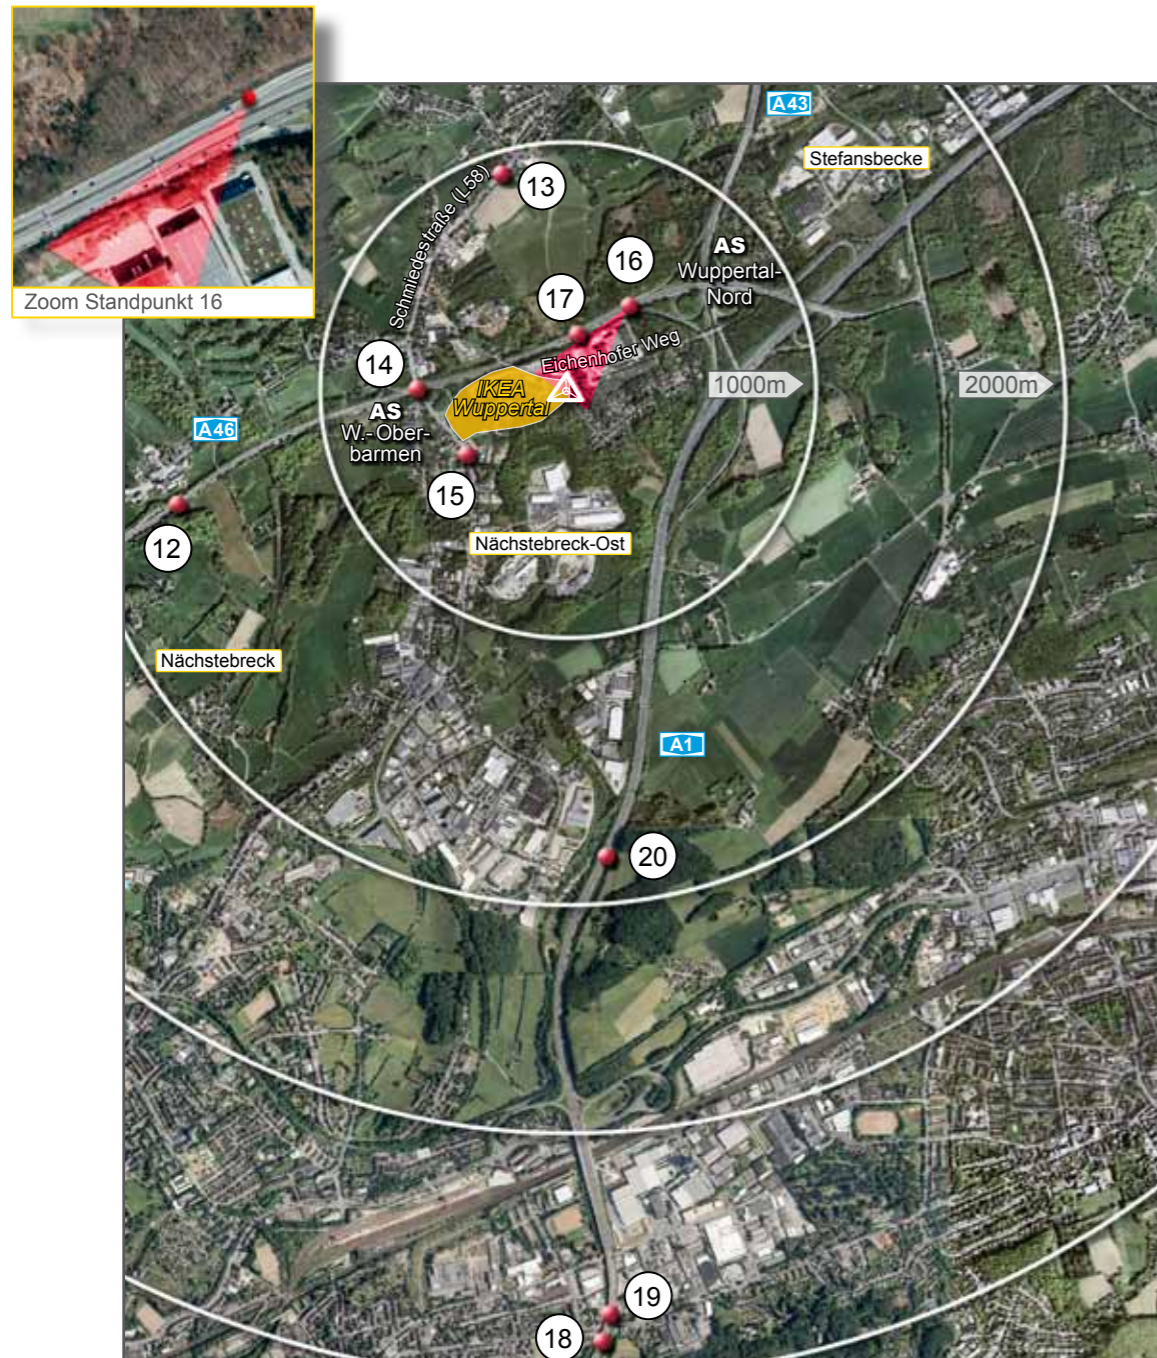 Zoom Standpunkt 16
A43
Stefansbecke
13
Schmiedestraße (L58)
16
AS
Wuppertal-
Nord
17
Eichenhofer Weg
14
IKEA
Wuppertal
1000m
2000m
AS
W.-Ober-
barmen
A46
15
12
Nächstebreck-Ost
Nächstebreck
A1
20
19
18